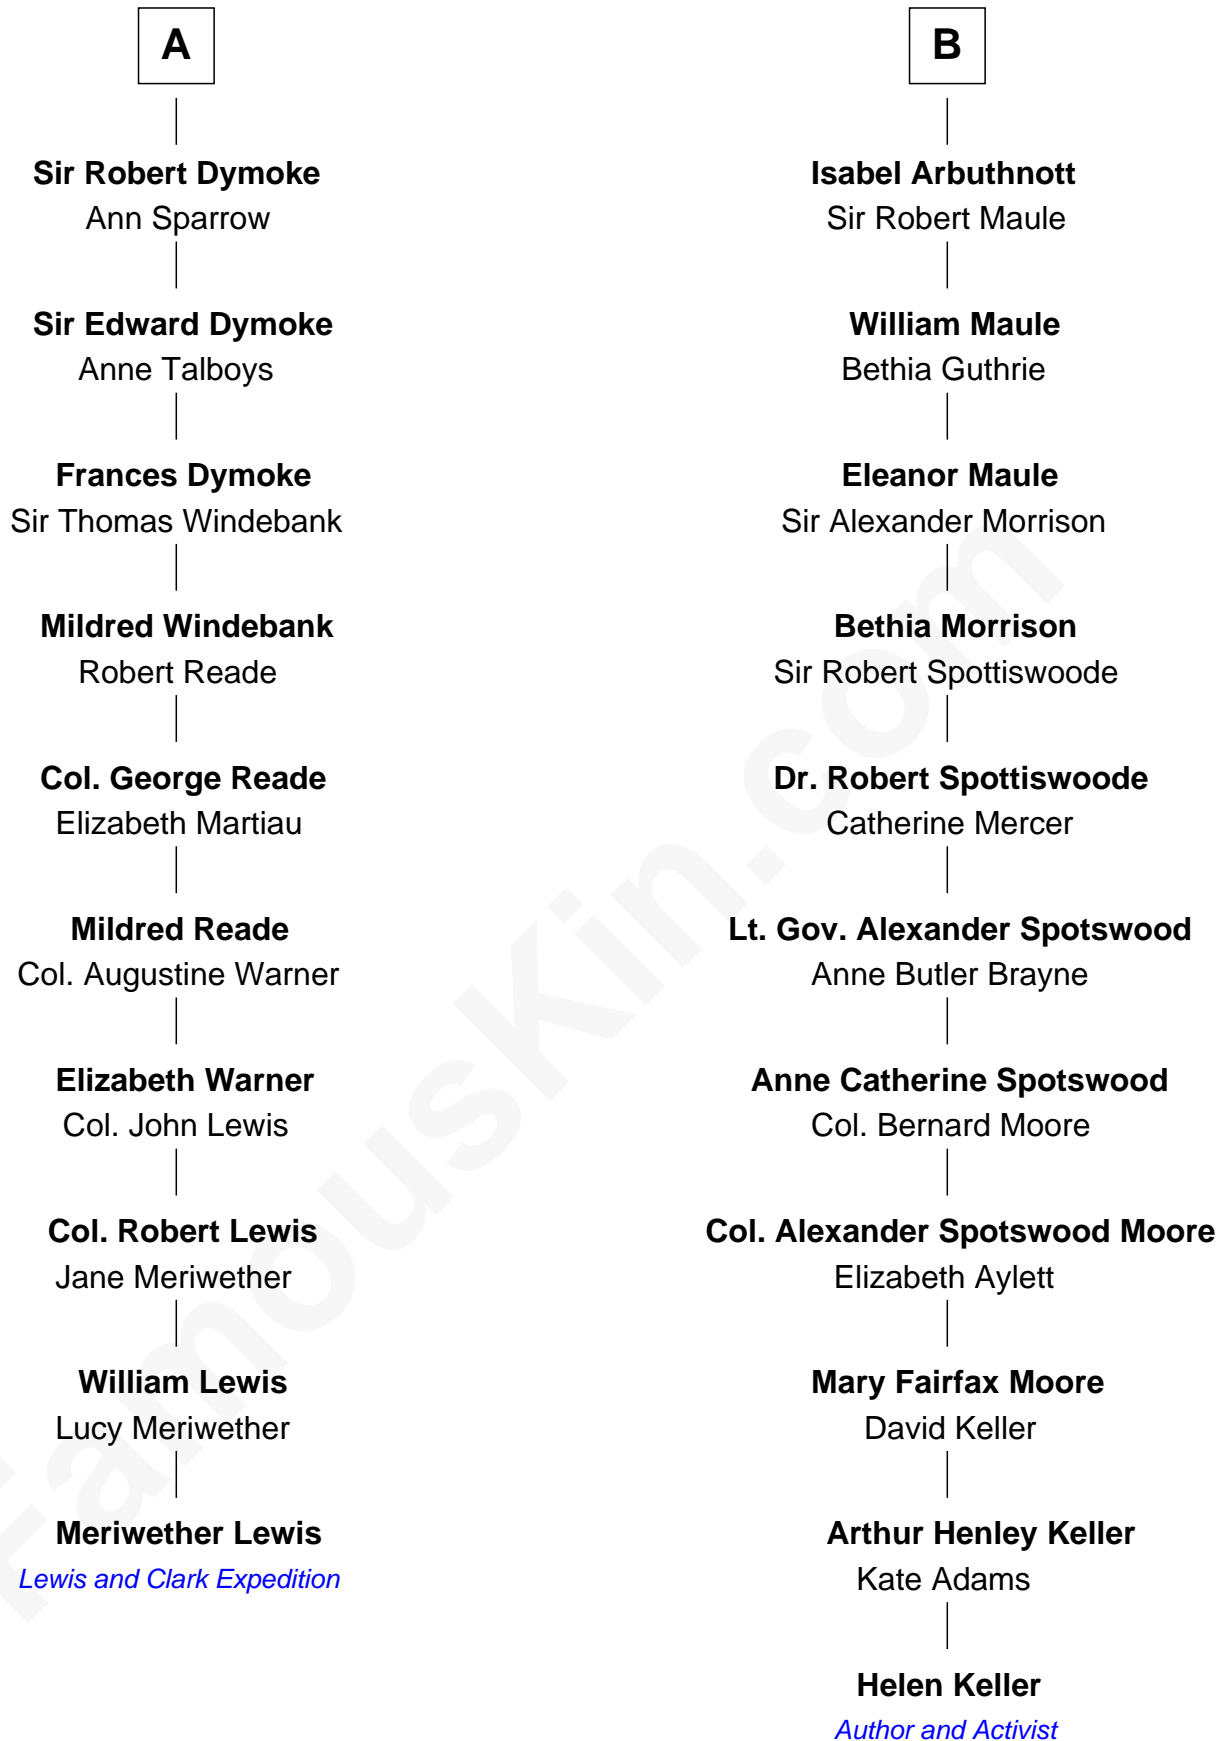 A
Sir Robert Dymoke
Ann Sparrow
Sir Edward Dymoke
Anne Talboys
Frances Dymoke
Sir Thomas Windebank
Mildred Windebank
Robert Reade
Col. George Reade
Elizabeth Martiau
Mildred Reade
Col. Augustine Warner
Elizabeth Warner
Col. John Lewis
Col. Robert Lewis
Jane Meriwether
William Lewis
Lucy Meriwether
Meriwether Lewis
Lewis and Clark Expedition
B
Isabel Arbuthnott
Sir Robert Maule
William Maule
Bethia Guthrie
Eleanor Maule
Sir Alexander Morrison
Bethia Morrison
Sir Robert Spottiswoode
Dr. Robert Spottiswoode
Catherine Mercer
Lt. Gov. Alexander Spotswood
Anne Butler Brayne
Anne Catherine Spotswood
Col. Bernard Moore
Col. Alexander Spotswood Moore
Elizabeth Aylett
Mary Fairfax Moore
David Keller
Arthur Henley Keller
Kate Adams
Helen Keller
Author and Activist
FamousKin.com